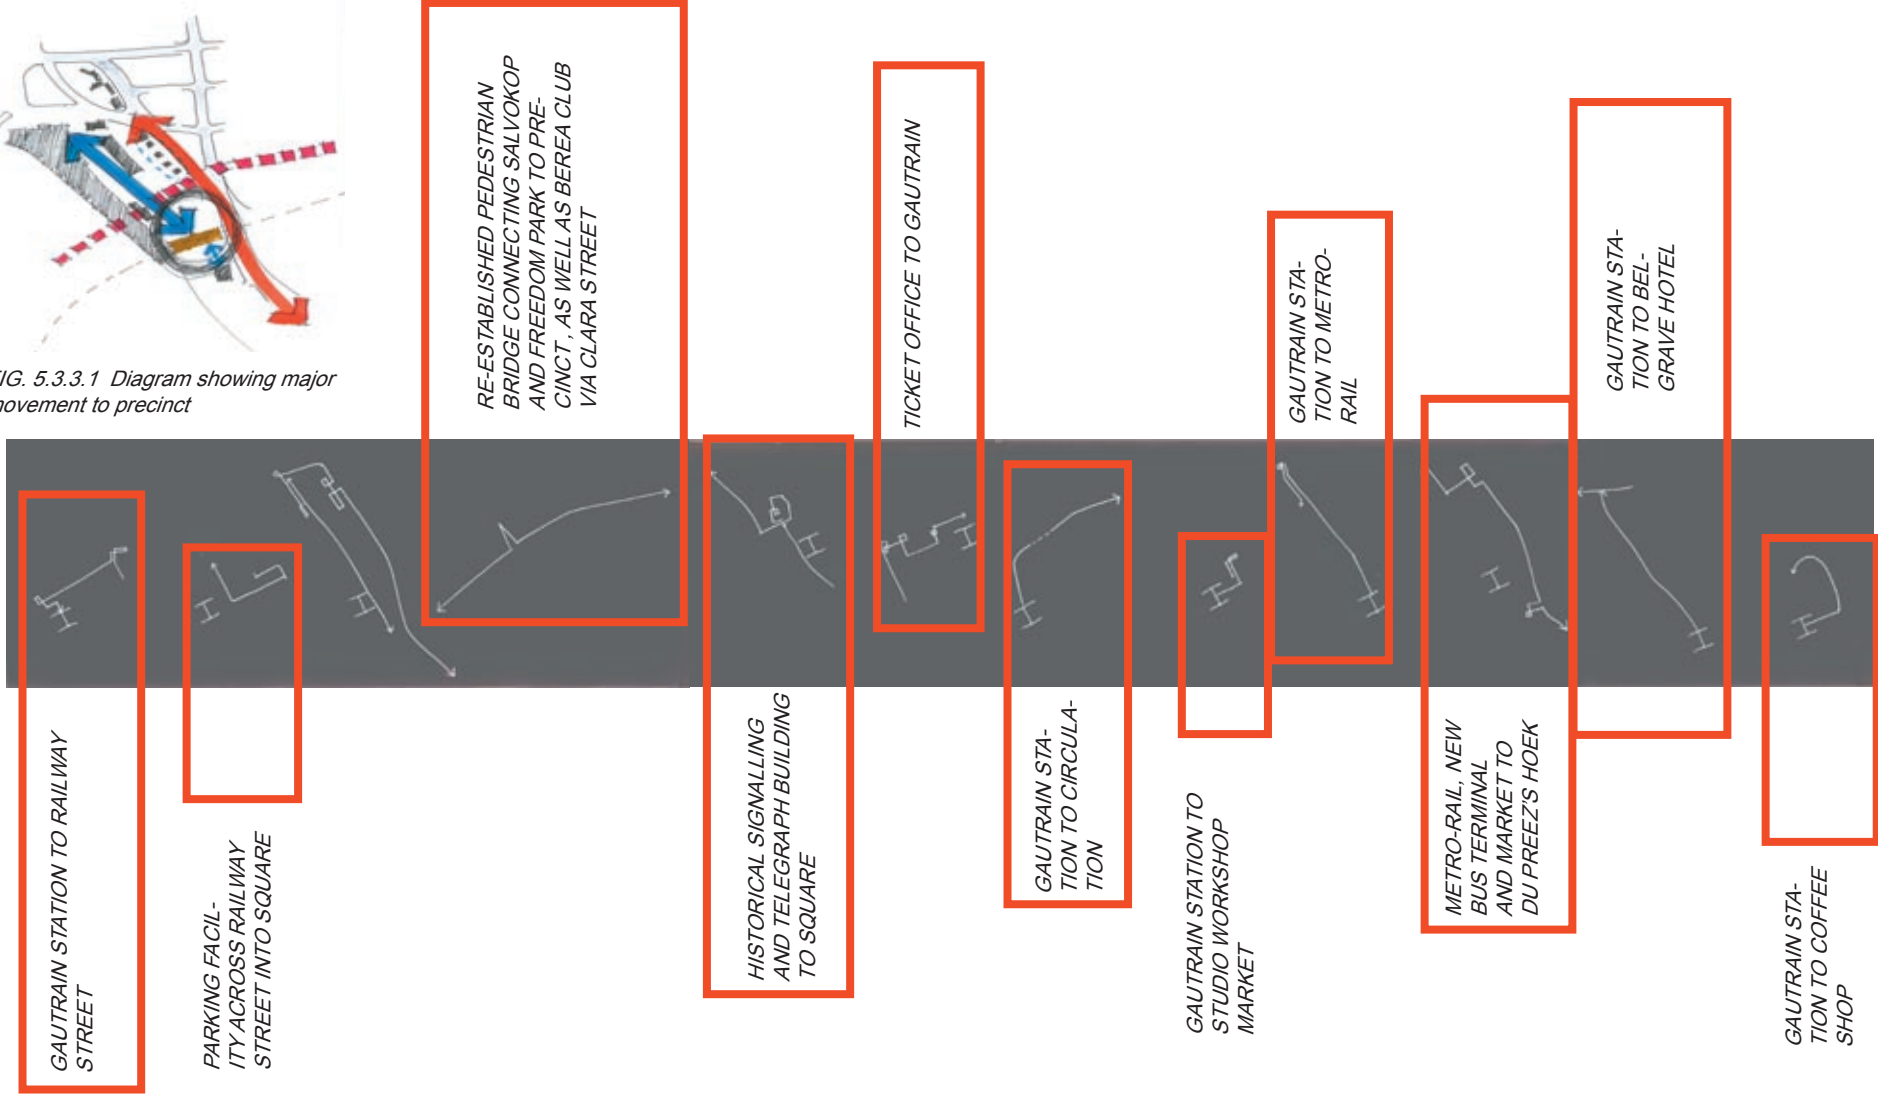 FIG. 5.3.3.1 Diagram showing major
movement to precinct
GAUTRAIN STATION TO RAILWAY
STREET
PARKING FACIL-
ITY ACROSS RAILWAY
STREET INTO SQUARE
RE-ESTABLISHED PEDESTRIAN
BRIDGE CONNECTING SALVOKOP
AND FREEDOM PARK TO PRE-
CINCT , AS WELL AS BEREA CLUB
VIA CLARA STREET
HISTORICAL SIGNALLING
AND TELEGRAPH BUILDING
TO SQUARE
TICKET OFFICE TO GAUTRAIN
GAUTRAIN STA-
TION TO CIRCULA-
TION
GAUTRAIN STATION TO
STUDIO WORKSHOP
MARKET
GAUTRAIN STA-
TION TO METRO-
RAIL
METRO-RAIL, NEW
BUS TERMINAL
AND MARKET TO
DU PREEZ'S HOEK
GAUTRAIN STA-
TION TO BEL-
GRAVE HOTEL
GAUTRAIN STA-
TION TO COFFEE
SHOP